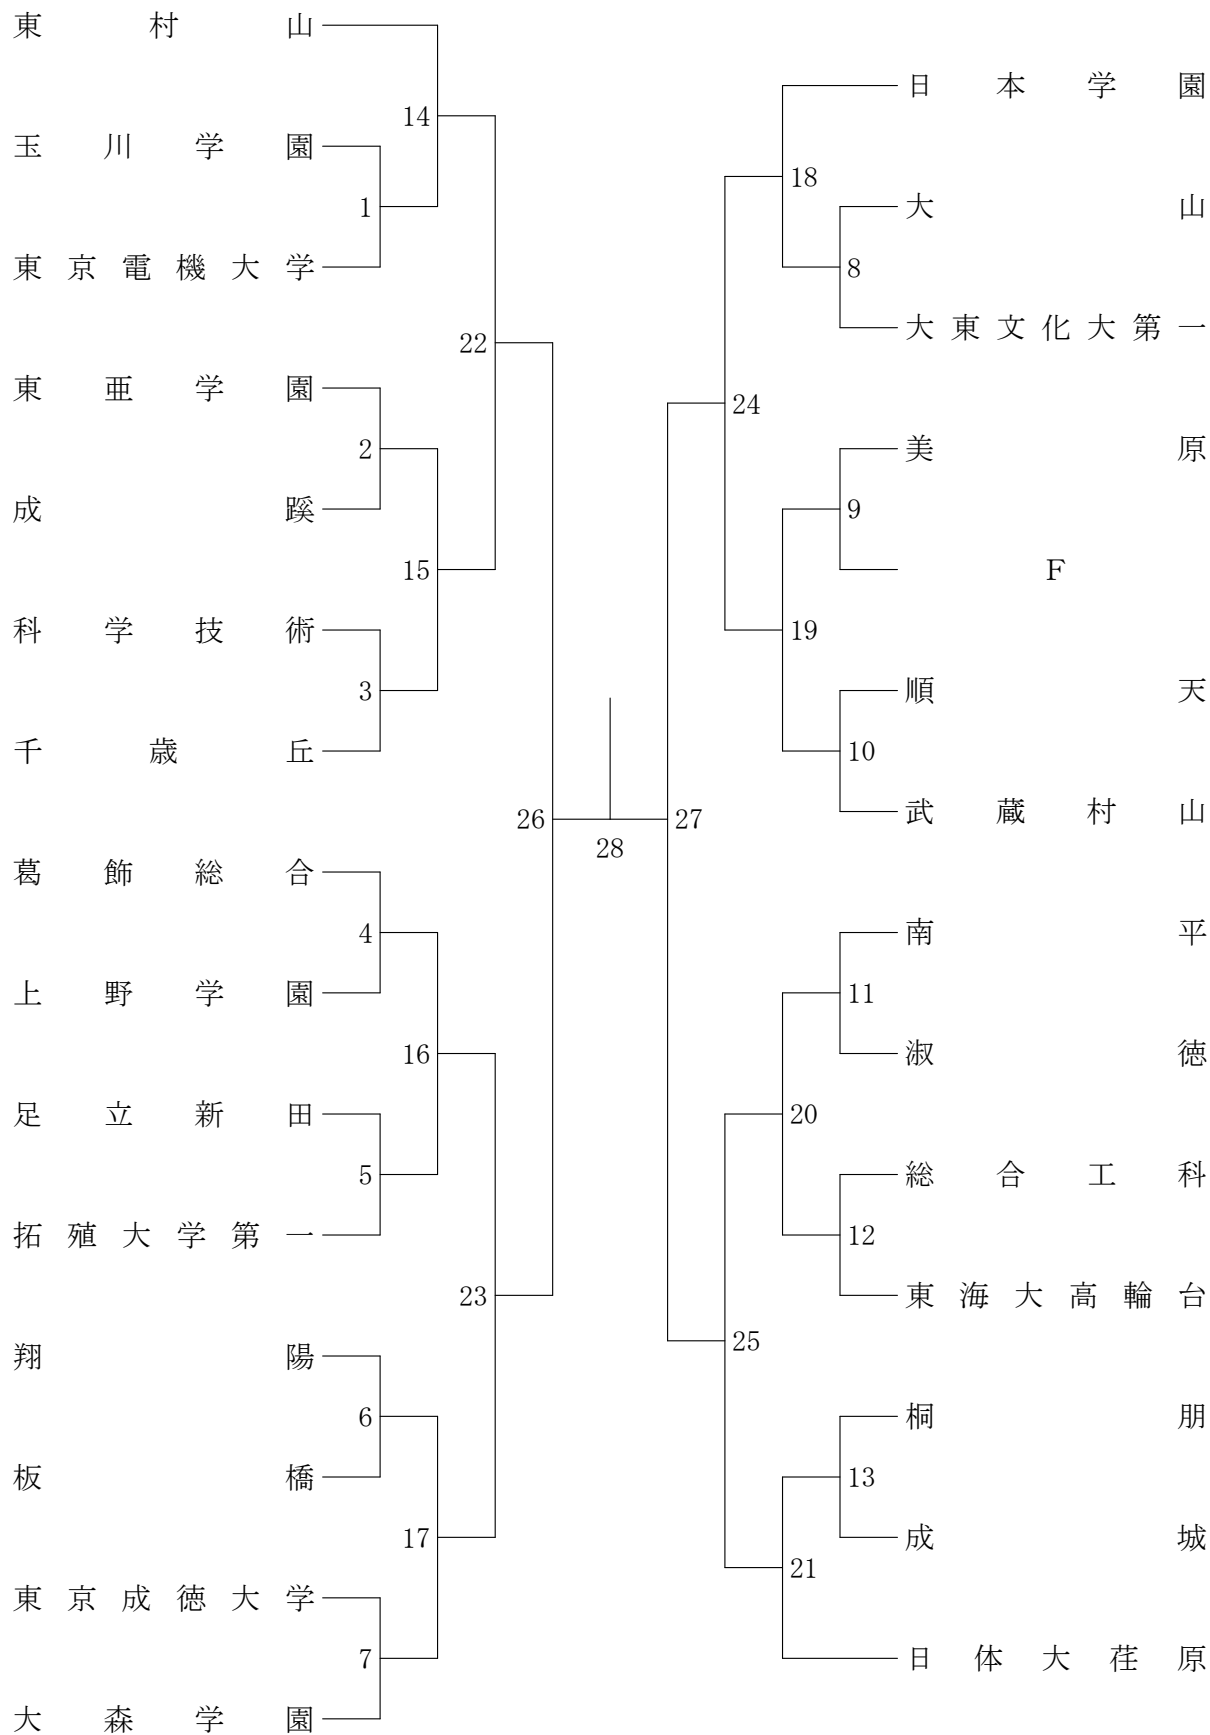 東村山
14
玉川学園
1
東京電機大学
22
東亜学園
2
成蹊
15
科学技術
3
千歳丘
26
葛飾総合
4
上野学園
16
足立新田
5
拓殖大学第一
23
翔陽
6
板橋
17
東京成徳大学
7
大森学園
28
日本学園
18
大山
8
大東文化大第一
24
美原
9
F
19
順天
10
武蔵村山
27
南平
11
淑徳
20
総合工科
12
東海大高輪台
25
桐朋
13
成城
21
日体大荏原